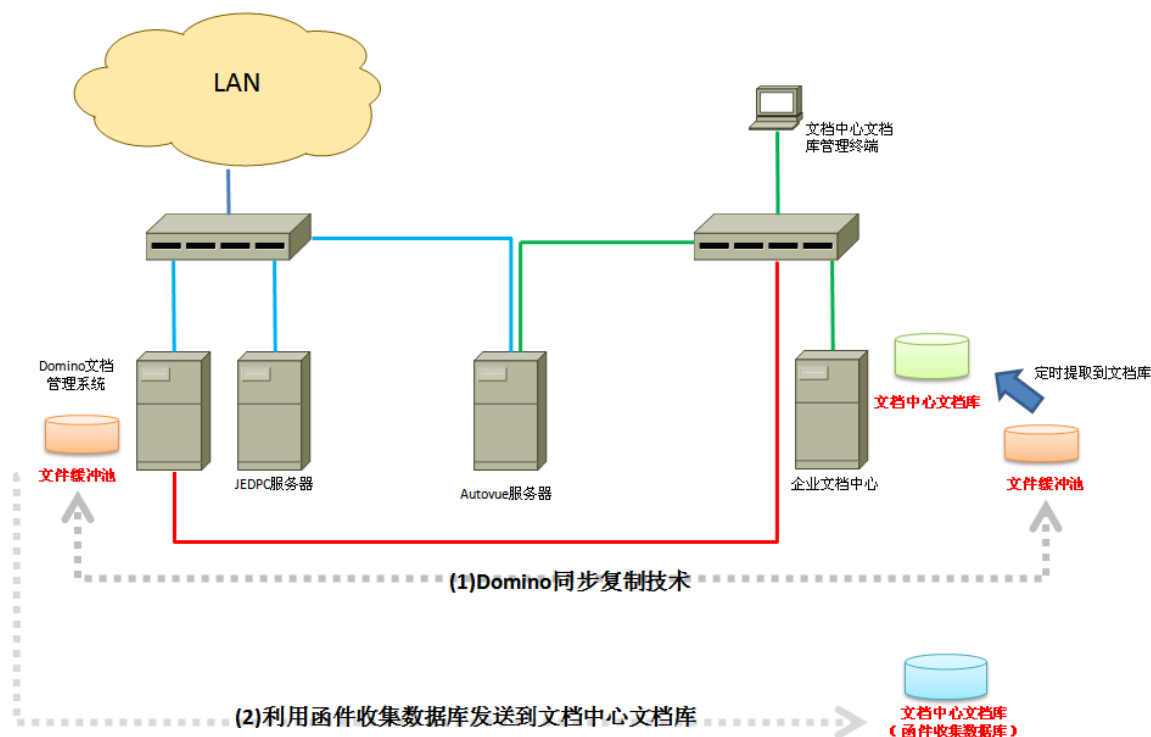 LAN
文档中心文档
库管理终端
Domino文档
管理系统
文件缓冲池
JEDPC服务器
Autovue服务器
企业文档中心
文档中心文档库
定时提取到文档库
文件缓冲池
(1)Domino同步复制技术
(2)利用函件收集数据库发送到文档中心文档库
文档中心文档库
（函件收集数据库）